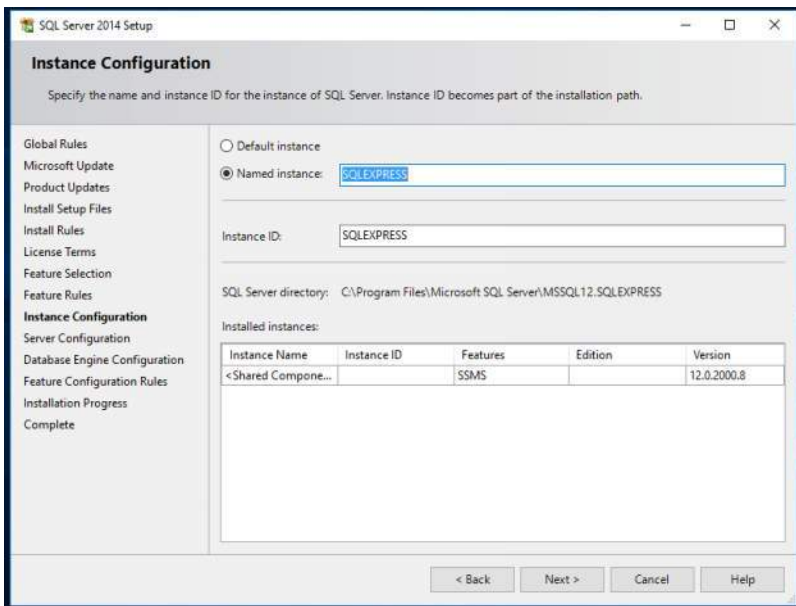 SQL Server 2014 Setup
Instance Configuration
Specify the name and instance ID for the instance of SQL Server. Instance ID becomes part of the installation path.
Global Rules
Microsoft Update
Product Updates
Install Setup Files
Install Rules
License Terms
Feature Selection
Feature Rules
Instance Configuration
Server Configuration
Database Engine Configuration
Feature Configuration Rules
Installation Progress
Complete
Default instance
Named instance: SQLEXPRESS
Instance ID: SQLEXPRESS
SQL Server directory: C:\Program Files\Microsoft SQL Server\MSSQL12.SQLEXPRESS
Installed instances:
Instance Name Instance ID Features Edition Version
<Shared Compone... SSMS 12.0.2000.8
< Back Next > Cancel Help